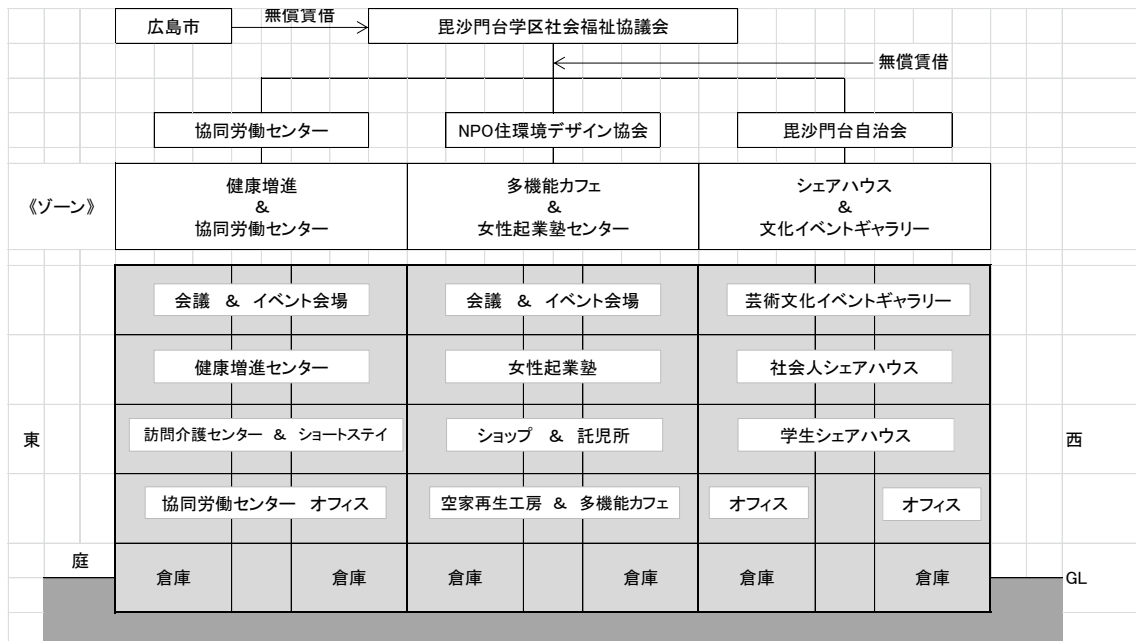 広島市
無償賃借
毘沙門台学区社会福祉協議会
無償賃借
協同労働センター
NPO住環境デザイン協会
毘沙門台自治会
《ゾーン》
健康増進
&
協同労働センター
多機能カフェ
&
女性起業塾センター
シェアハウス
&
文化イベントギャラリー
会議 & イベント会場
会議 & イベント会場
芸術文化イベントギャラリー
健康増進センター
女性起業塾
社会人シェアハウス
東
訪問介護センター & ショートステイ
ショップ & 託児所
学生シェアハウス
西
協同労働センター オフィス
空家再生工房 & 多機能カフェ
オフィス
オフィス
庭
倉庫
倉庫
倉庫
倉庫
倉庫
倉庫
GL